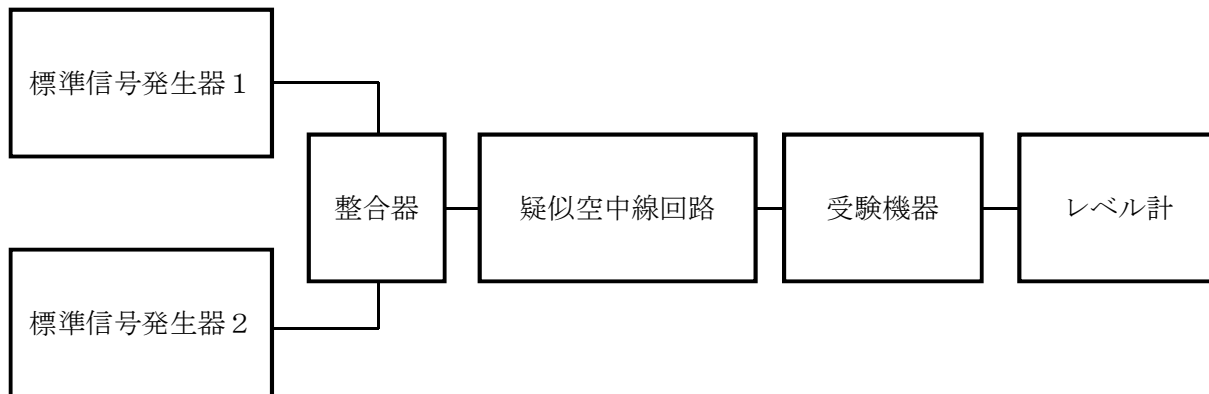 標準信号発生器１
整合器
疑似空中線回路
受験機器
レベル計
標準信号発生器２